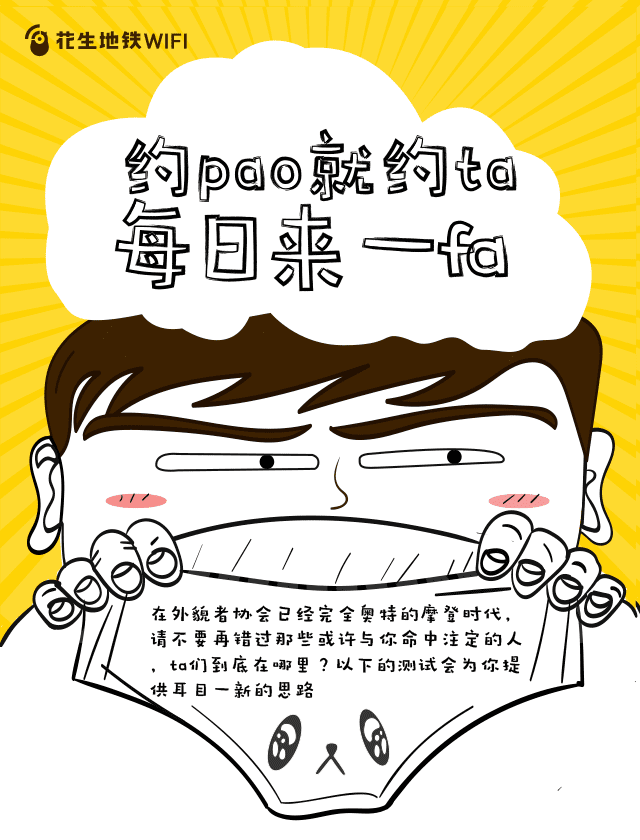 花生地铁WIFI
约pao就约ta
每日来一fa
在外貌者协会已经完全奥特的摩登时代，
请不要再错过那些或许与你命中注定的人
，ta们到底在哪里？以下的测试会为你提
供耳目一新的思路